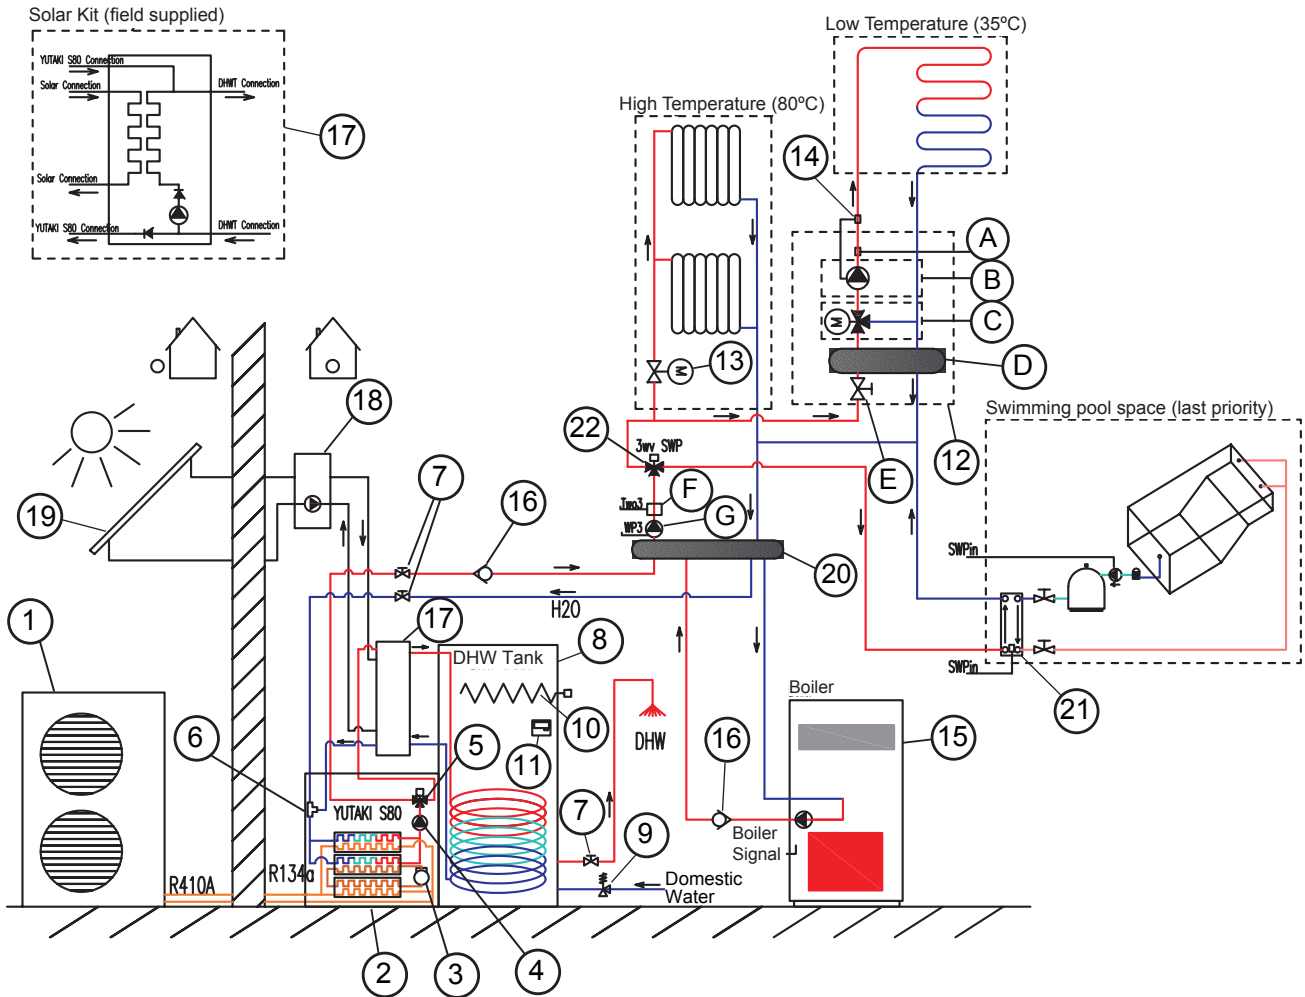 Solar Kit (field supplied)
YUTAKI S80 Connection
Solar Connection
DHWT Connection
17
Solar Connection
YUTAKI S80 Connection
DHWT Connection
Low Temperature (35ºC)
High Temperature (80ºC)
14
A
B
M
C
13
M
D
Swimming pool space (last priority)
18
22
3wv SWP
12
7
16
E
19
F
Two3
G
WP3
SWPin
20
H2O
1
17
8
DHW Tank
SWPin
Boiler
21
6
5
10
16
15
11
DHW
YUTAKI S80
7
9
Boiler
Signal
R410A
R134a
Domestic
Water
2
3
4